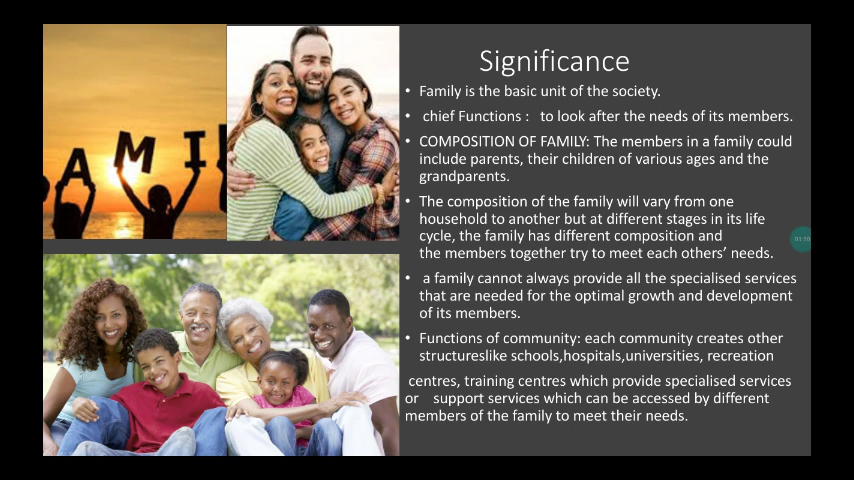 A M I
Significance
• Family is the basic unit of the society.
• chief Functions : to look after the needs of its members.
• COMPOSITION OF FAMILY: The members in a family could
include parents, their children of various ages and the
grandparents.
• The composition of the family will vary from one
household to another but at different stages in its life
cycle, the family has different composition and
the members together try to meet each others’ needs.
• a family cannot always provide all the specialised services
that are needed for the optimal growth and development
of its members.
• Functions of community: each community creates other
structureslike schools,hospitals,universities, recreation
centres, training centres which provide specialised services
or support services which can be accessed by different
members of the family to meet their needs.